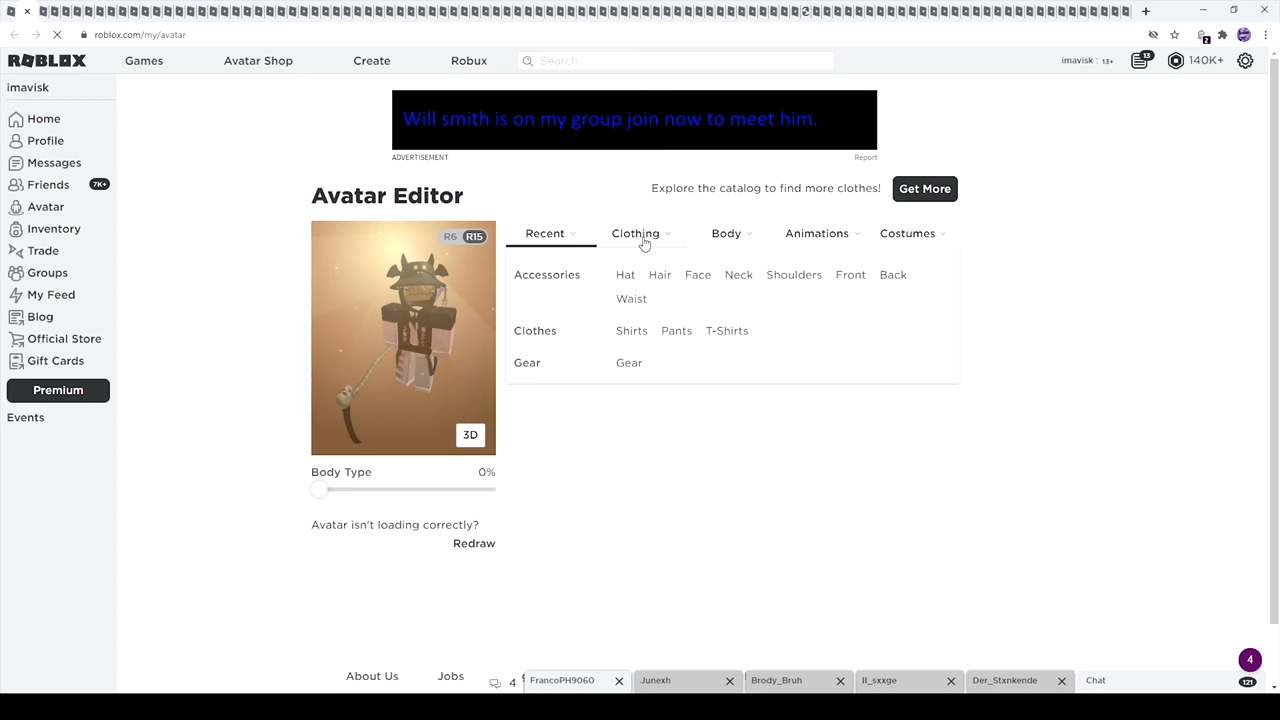 roblox.com/my/avatar
2
ROBLOX
Games
Avatar Shop
Create
Robux
Search
imavisk : 13+
13
140K+
imavisk
Home
Profile
Messages
Friends
7K+
Avatar
Inventory
Trade
Groups
My Feed
Blog
Official Store
Gift Cards
Premium
Events
Will smith is on my group join now to meet him.
ADVERTISEMENT
Report
Avatar Editor
Explore the catalog to find more clothes!
Get More
R6 R15
3D
Body Type 0%
Avatar isn't loading correctly?
Redraw
Recent Clothing Body Animations Costumes
Accessories Hat Hair Face Neck Shoulders Front Back
Waist
Clothes Shirts Pants T-Shirts
Gear Gear
About Us Jobs
4
FrancoPH9060
Junexh
Brody_Bruh
Der_Stxnkende
Chat
4
121